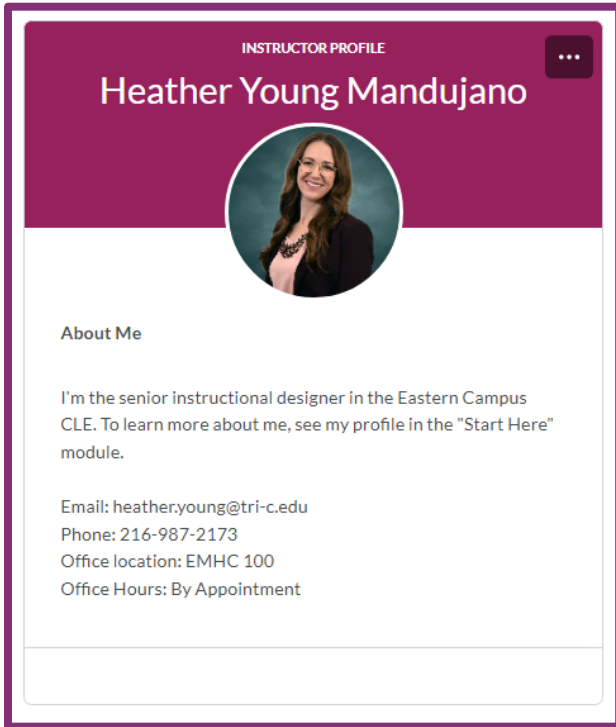 INSTRUCTOR PROFILE
Heather Young Mandujano
About Me
I'm the senior instructional designer in the Eastern Campus
CLE. To learn more about me, see my profile in the "Start Here"
module.
Email: heather.young@tri-c.edu
Phone: 216-987-2173
Office location: EMHC 100
Office Hours: By Appointment